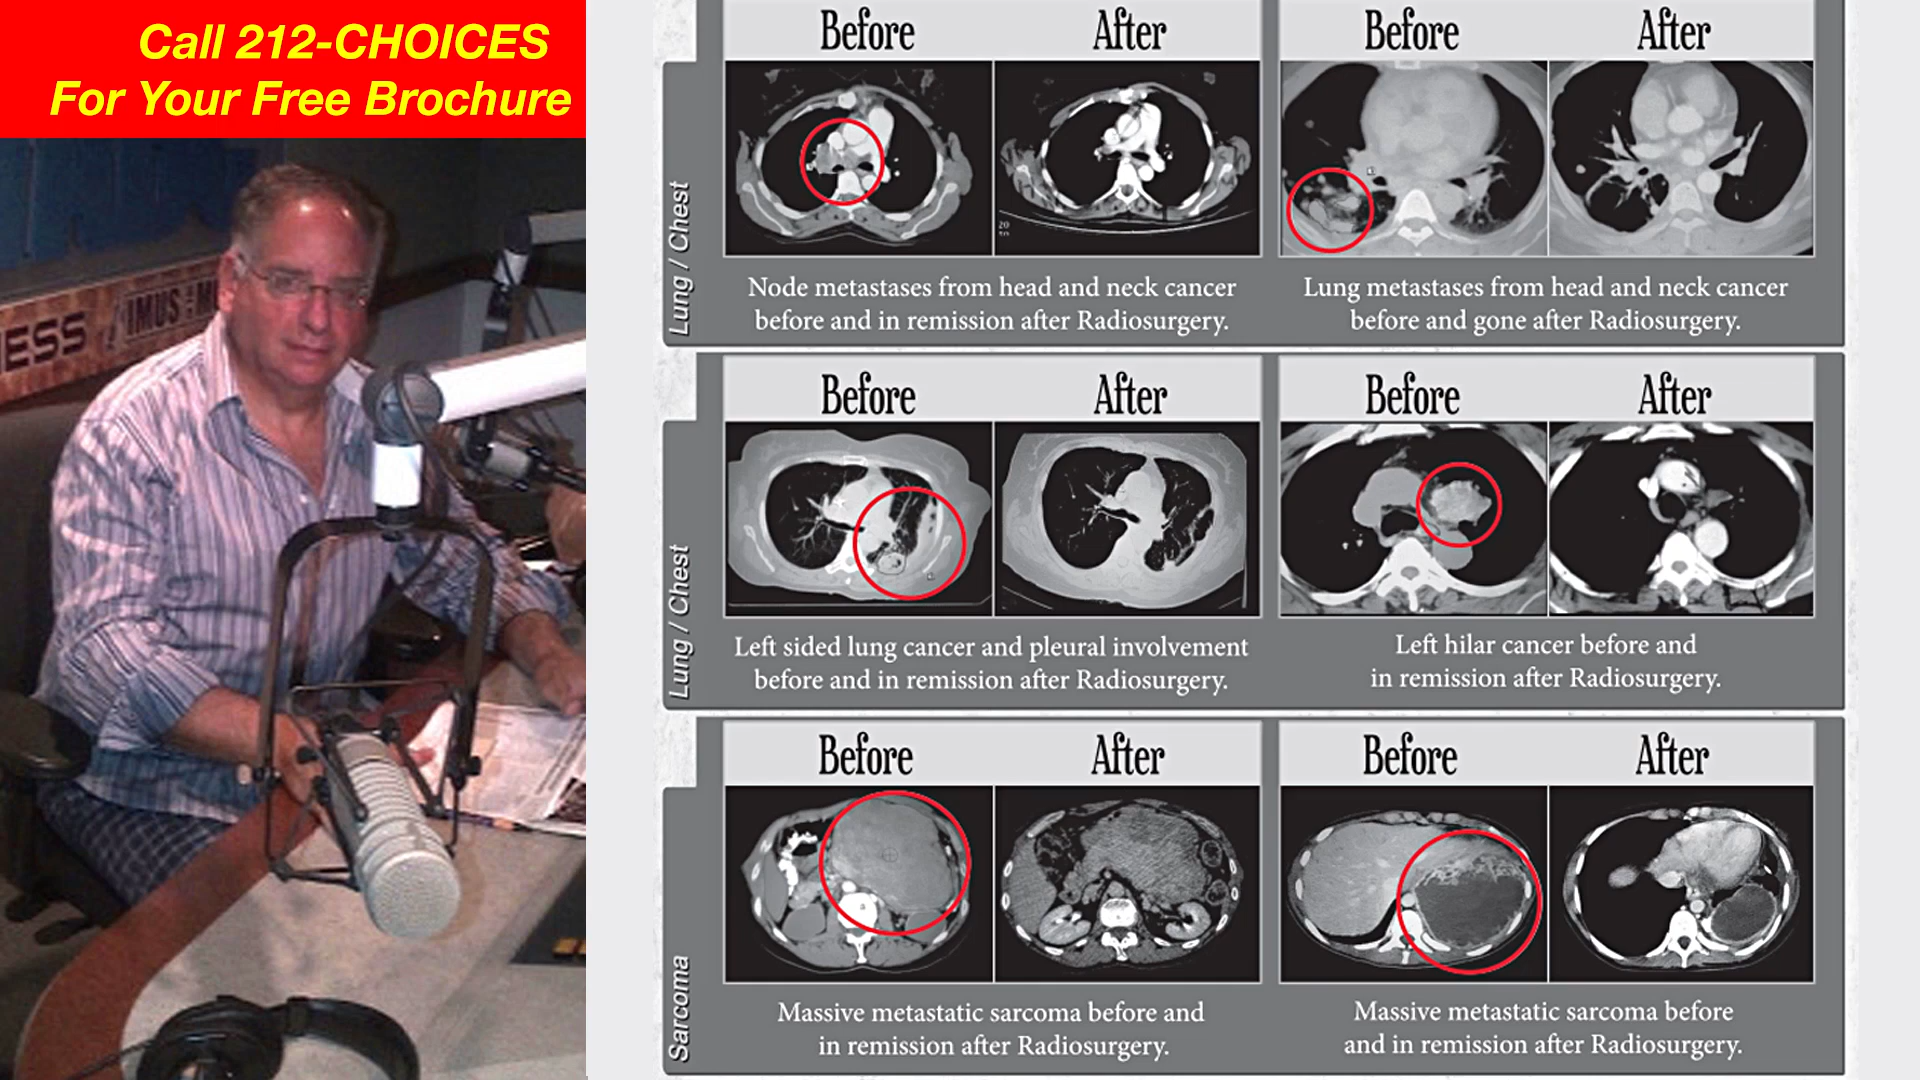 Call 212-CHOICES
For Your Free Brochure
IESS
IMUS
Lung / Chest
Before
After
20
Node metastases from head and neck cancer
before and in remission after Radiosurgery.
Before
After
Lung metastases from head and neck cancer
before and gone after Radiosurgery.
Lung / Chest
Before
After
Left sided lung cancer and pleural involvement
before and in remission after Radiosurgery.
Before
After
Left hilar cancer before and
in remission after Radiosurgery.
Sarcoma
Before
After
Massive metastatic sarcoma before and
in remission after Radiosurgery.
Before
After
Massive metastatic sarcoma before
and in remission after Radiosurgery.